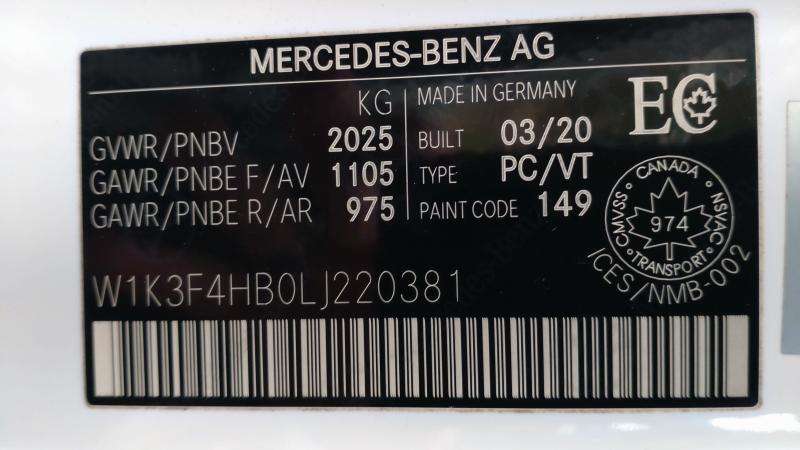 MERCEDES-BENZ AG
KG
GVWR/PNBV 2025
GAWR/PNBE F/AV 1105
GAWR/PNBE R/AR 975
MADE IN GERMANY
BUILT 03/20
TYPE PC/VT
PAINT CODE 149
EC
CANADA
CMVSS 974 NSVAC
TRANSPORT
ICES/NMB-002
W1K3F4HB0LJ220381